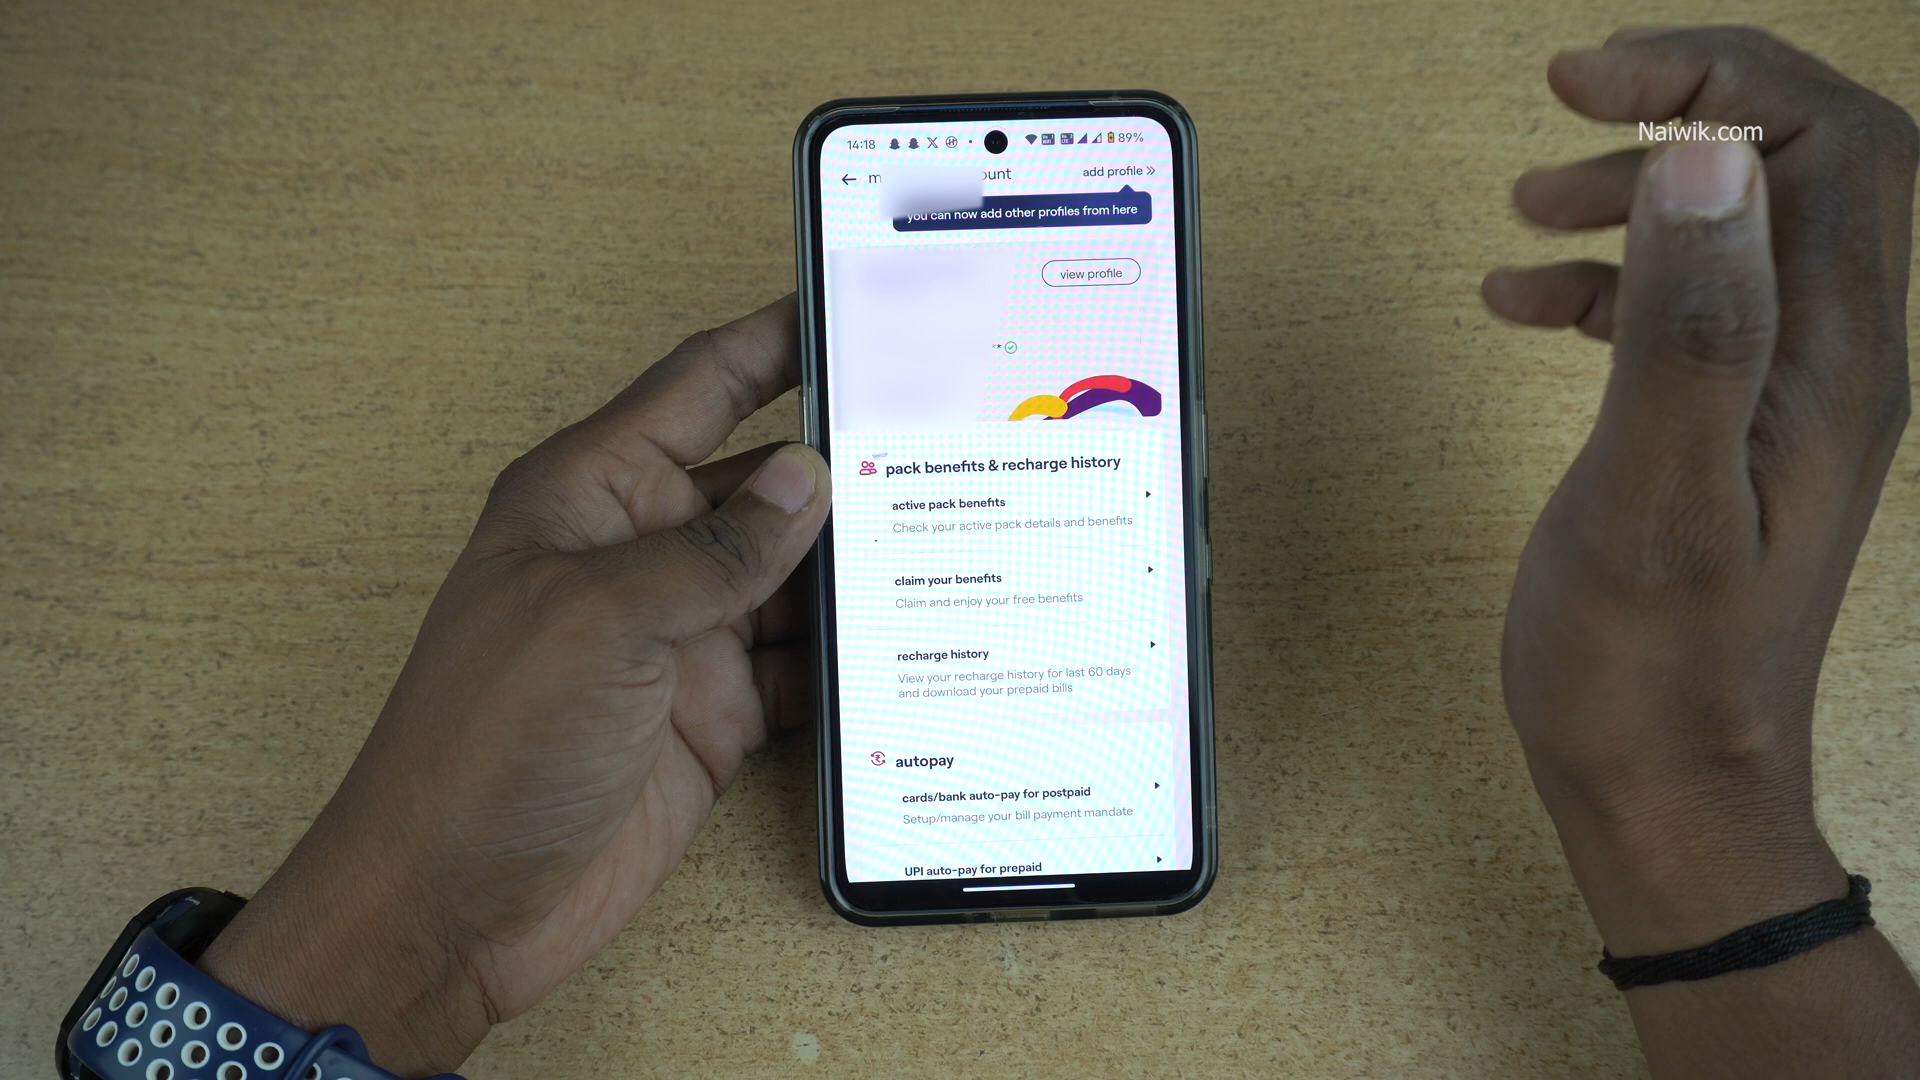 Naiwik.com
14:18
89%
add profile
you can now add other profiles from here
view profile
**
pack benefits & recharge history
active pack benefits
Check your active pack details and benefits
claim your benefits
Claim and enjoy your free benefits
recharge history
View your recharge history for last 60 days
and download your prepaid bills
autopay
cards/bank auto-pay for postpaid
Setup/manage your bill payment mandate
UPI auto-pay for prepaid